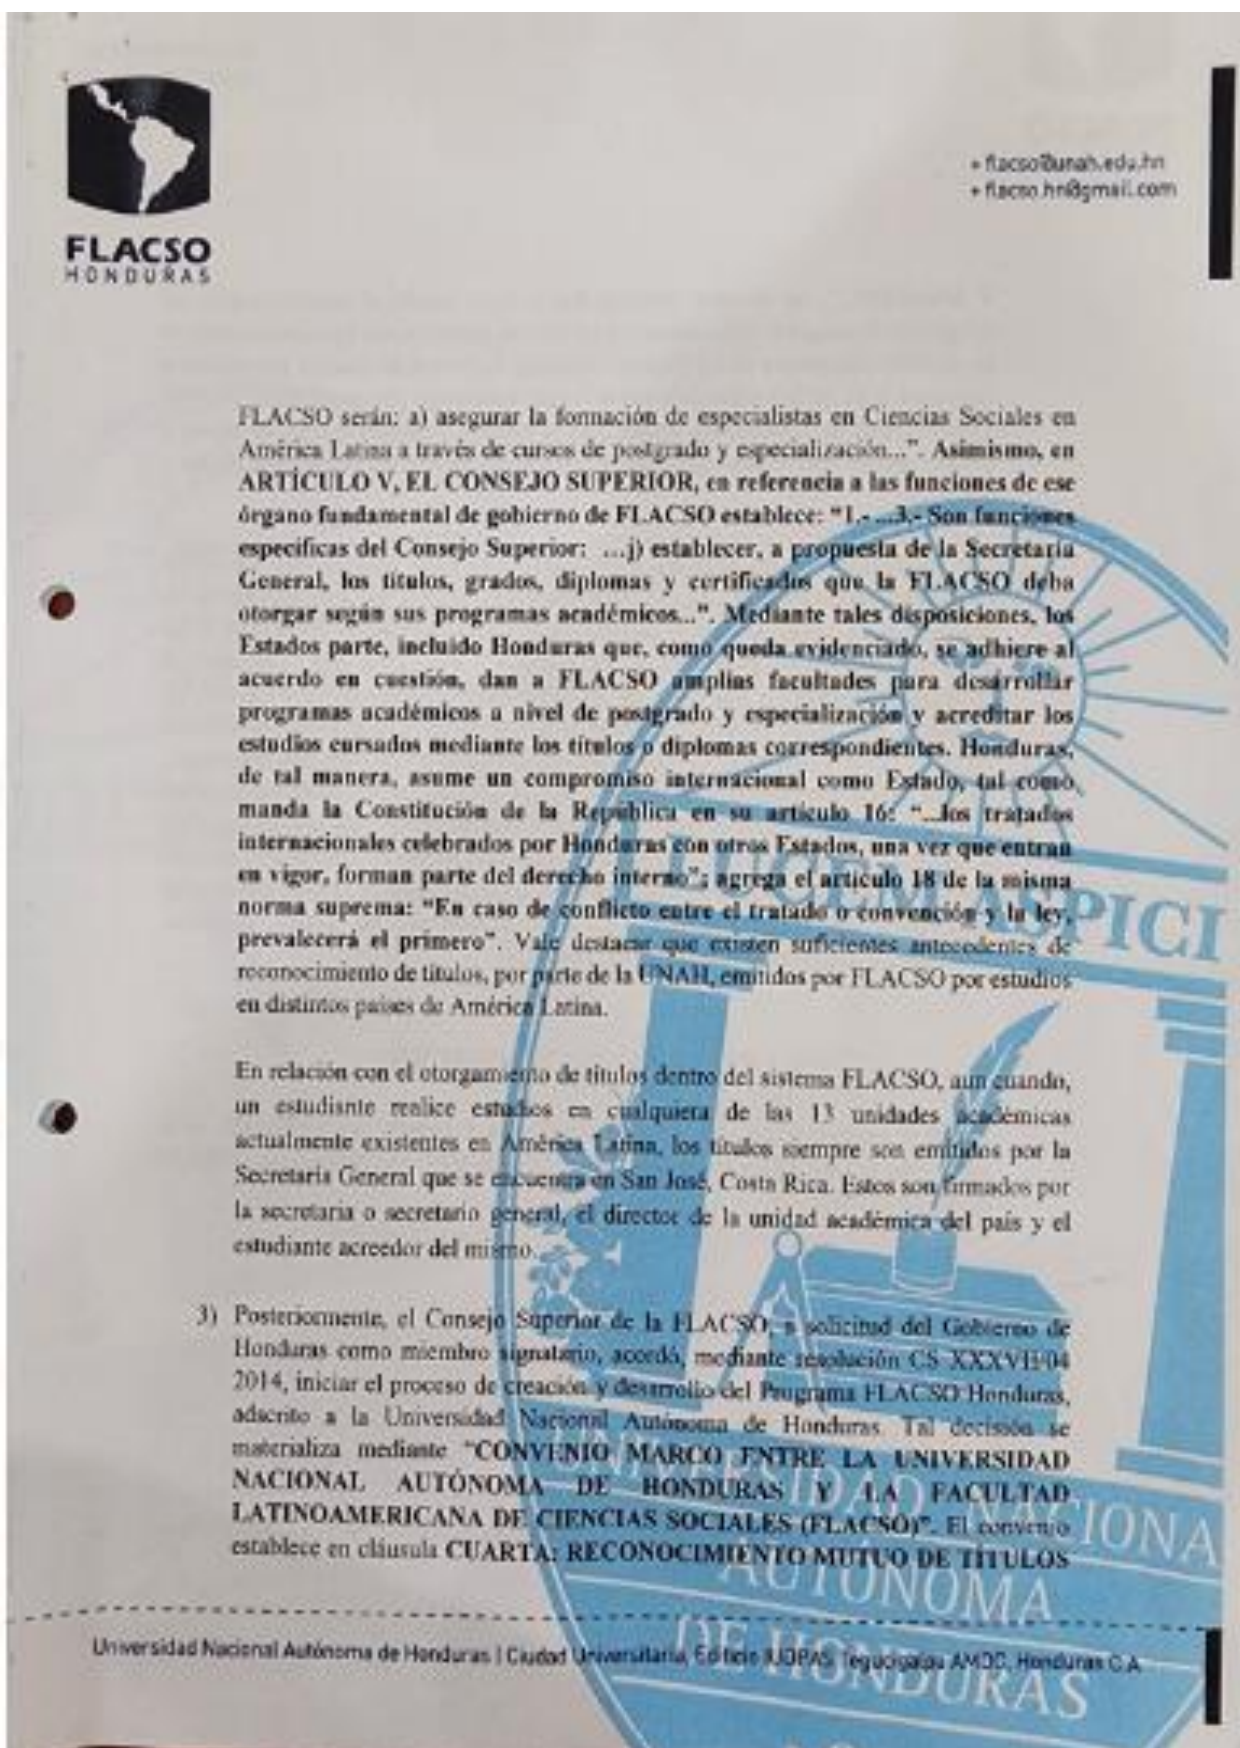 + flacso@unah.edu.hn
+ flacso.hn@gmail.com
FLACSO
HONDURAS
FLACSO serán: a) asegurar la formación de especialistas en Ciencias Sociales en
América Latina a través de cursos de postgrado y especialización...”. Asimismo, en
ARTÍCULO V, EL CONSEJO SUPERIOR, en referencia a las funciones de ese
órgano fundamental de gobierno de FLACSO establece: “1.- ...3.- Son funciones
específicas del Consejo Superior: ...j) establecer, a propuesta de la Secretaría
General, los títulos, grados, diplomas y certificados que la FLACSO deba
otorgar según sus programas académicos...”. Mediante tales disposiciones, los
Estados parte, incluido Honduras que, como queda evidenciado, se adhiere al
acuerdo en cuestión, dan a FLACSO amplias facultades para desarrollar
programas académicos a nivel de postgrado y especialización y acreditar los
estudios cursados mediante los títulos o diplomas correspondientes. Honduras,
de tal manera, asume un compromiso internacional como Estado, tal como
manda la Constitución de la República en su artículo 16: “...los tratados
internacionales celebrados por Honduras con otros Estados, una vez que entran
en vigor, forman parte del derecho interno”; agrega el artículo 18 de la misma
norma suprema: “En caso de conflicto entre el tratado o convención y la ley,
prevalecerá el primero”. Vale destacar que existen suficientes antecedentes de
reconocimiento de títulos, por parte de la UNAH, emitidos por FLACSO por estudios
en distintos países de América Latina.
En relación con el otorgamiento de títulos dentro del sistema FLACSO, aun cuando,
un estudiante realice estudios en cualquiera de las 13 unidades académicas
actualmente existentes en América Latina, los títulos siempre son emitidos por la
Secretaría General que se encuentra en San José, Costa Rica. Estos son firmados por
la secretaria o secretario general, el director de la unidad académica del país y el
estudiante acreedor del mismo.
3) Posteriormente, el Consejo Superior de la FLACSO, a solicitud del Gobierno de
Honduras como miembro signatario, acordó, mediante resolución CS XXXVII/04
2014, iniciar el proceso de creación y desarrollo del Programa FLACSO Honduras,
adscrito a la Universidad Nacional Autónoma de Honduras. Tal decisión se
materializa mediante “CONVENIO MARCO ENTRE LA UNIVERSIDAD
NACIONAL AUTÓNOMA DE HONDURAS Y LA FACULTAD
LATINOAMERICANA DE CIENCIAS SOCIALES (FLACSO)”. El convenio
establece en cláusula CUARTA: RECONOCIMIENTO MUTUO DE TÍTULOS
Universidad Nacional Autónoma de Honduras | Ciudad Universitaria, Edificio IUDPAS, Tegucigalpa AMDC, Honduras C.A
LUCEM ASPICI
UNIVERSIDAD NACIONA
AUTÓNOMA
DE HONDURAS